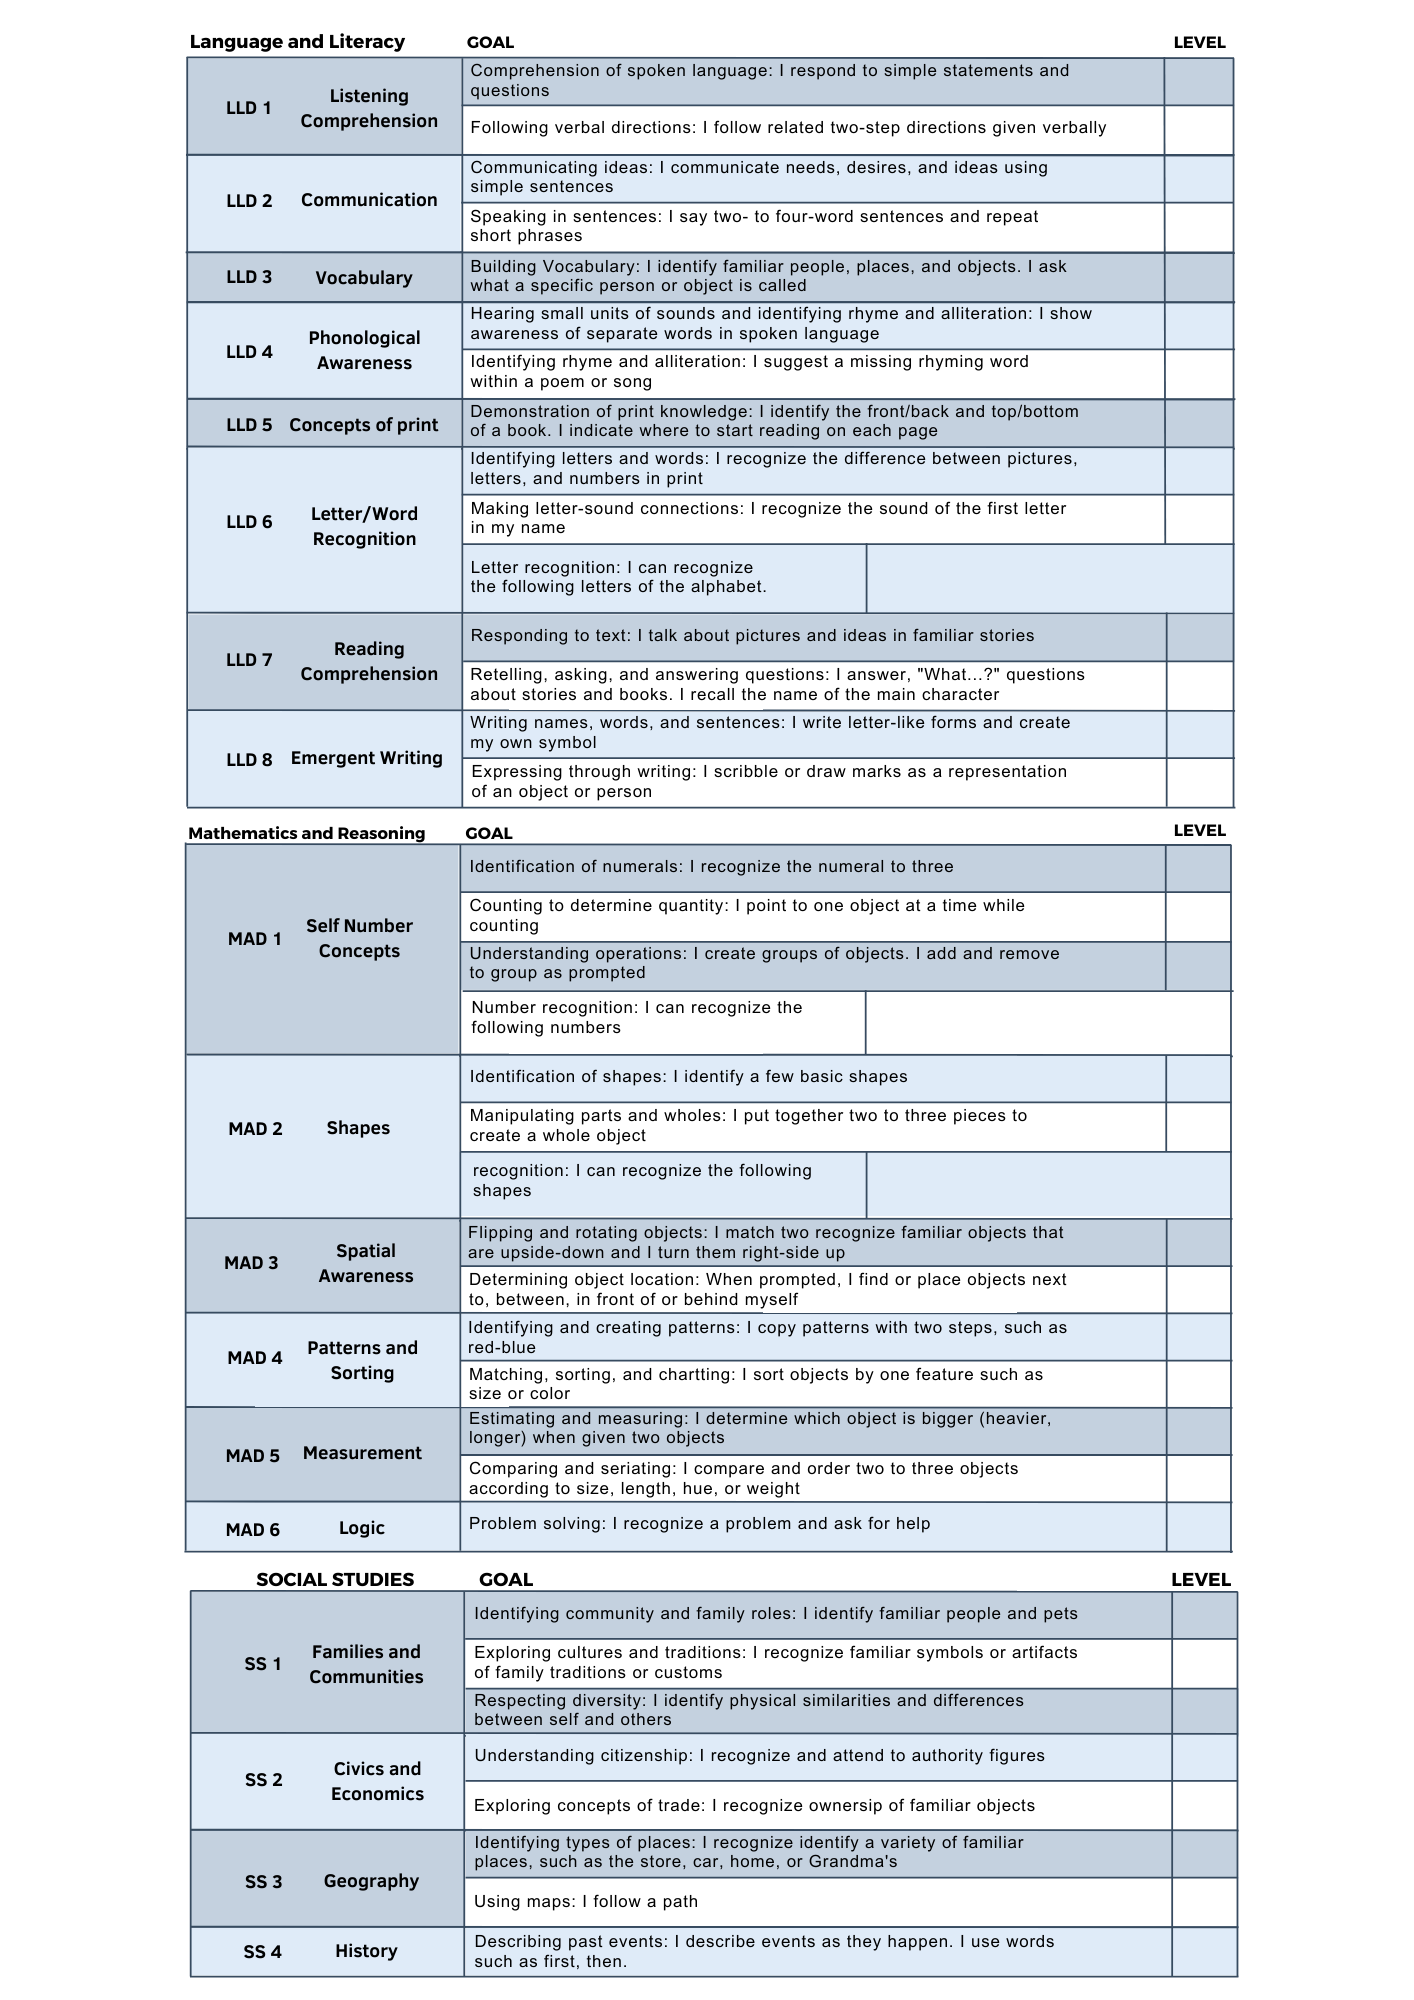 Language and Literacy GOAL LEVEL
LLD 1 Listening
Comprehension
Comprehension of spoken language: I respond to simple statements and
questions
Following verbal directions: I follow related two-step directions given verbally
LLD 2 Communication
Communicating ideas: I communicate needs, desires, and ideas using
simple sentences
Speaking in sentences: I say two- to four-word sentences and repeat
short phrases
LLD 3 Vocabulary
Building Vocabulary: I identify familiar people, places, and objects. I ask
what a specific person or object is called
LLD 4 Phonological
Awareness
Hearing small units of sounds and identifying rhyme and alliteration: I show
awareness of separate words in spoken language
Identifying rhyme and alliteration: I suggest a missing rhyming word
within a poem or song
LLD 5 Concepts of print
Demonstration of print knowledge: I identify the front/back and top/bottom
of a book. I indicate where to start reading on each page
LLD 6 Letter/Word
Recognition
Identifying letters and words: I recognize the difference between pictures,
letters, and numbers in print
Making letter-sound connections: I recognize the sound of the first letter
in my name
Letter recognition: I can recognize
the following letters of the alphabet.
LLD 7 Reading
Comprehension
Responding to text: I talk about pictures and ideas in familiar stories
Retelling, asking, and answering questions: I answer, "What...?" questions
about stories and books. I recall the name of the main character
LLD 8 Emergent Writing
Writing names, words, and sentences: I write letter-like forms and create
my own symbol
Expressing through writing: I scribble or draw marks as a representation
of an object or person
Mathematics and Reasoning GOAL LEVEL
MAD 1 Self Number
Concepts
Identification of numerals: I recognize the numeral to three
Counting to determine quantity: I point to one object at a time while
counting
Understanding operations: I create groups of objects. I add and remove
to group as prompted
Number recognition: I can recognize the
following numbers
MAD 2 Shapes
Identification of shapes: I identify a few basic shapes
Manipulating parts and wholes: I put together two to three pieces to
create a whole object
recognition: I can recognize the following
shapes
MAD 3 Spatial
Awareness
Flipping and rotating objects: I match two recognize familiar objects that
are upside-down and I turn them right-side up
Determining object location: When prompted, I find or place objects next
to, between, in front of or behind myself
MAD 4 Patterns and
Sorting
Identifying and creating patterns: I copy patterns with two steps, such as
red-blue
Matching, sorting, and chartting: I sort objects by one feature such as
size or color
MAD 5 Measurement
Estimating and measuring: I determine which object is bigger (heavier,
longer) when given two objects
Comparing and seriating: I compare and order two to three objects
according to size, length, hue, or weight
MAD 6 Logic
Problem solving: I recognize a problem and ask for help
SOCIAL STUDIES GOAL LEVEL
SS 1 Families and
Communities
Identifying community and family roles: I identify familiar people and pets
Exploring cultures and traditions: I recognize familiar symbols or artifacts
of family traditions or customs
Respecting diversity: I identify physical similarities and differences
between self and others
SS 2 Civics and
Economics
Understanding citizenship: I recognize and attend to authority figures
Exploring concepts of trade: I recognize ownersip of familiar objects
SS 3 Geography
Identifying types of places: I recognize identify a variety of familiar
places, such as the store, car, home, or Grandma's
Using maps: I follow a path
SS 4 History
Describing past events: I describe events as they happen. I use words
such as first, then.